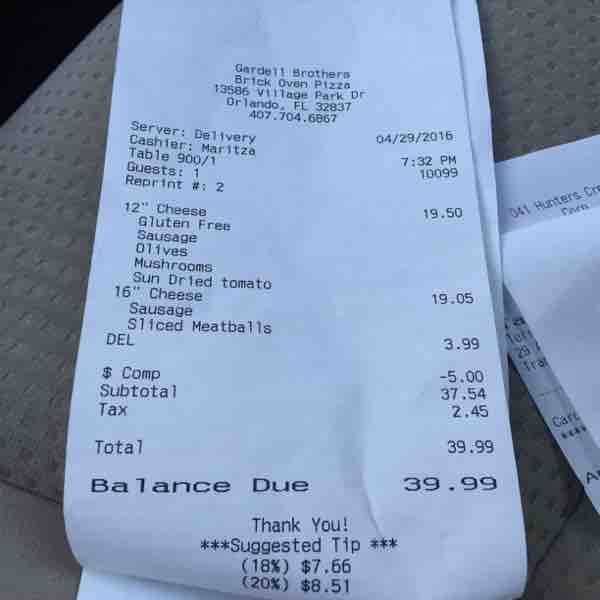 Gardell Brothers
Brick Oven Pizza
13586 Village Park Dr
Orlando, FL 32837
407.704.6867
Server: Delivery 04/29/2016
Cashier: Maritza
Table 900/1 7:32 PM
Guests: 1 10099
Reprint #: 2
12" Cheese 19.50
Gluten Free
Sausage
Olives
Mushrooms
Sun Dried tomato
16" Cheese 19.05
Sausage
Sliced Meatballs
DEL 3.99
$ Comp -5.00
Subtotal 37.54
Tax 2.45
Total 39.99
Balance Due 39.99
Thank You!
***Suggested Tip ***
(18%) $7.66
(20%) $8.51
041 Hunters Cre